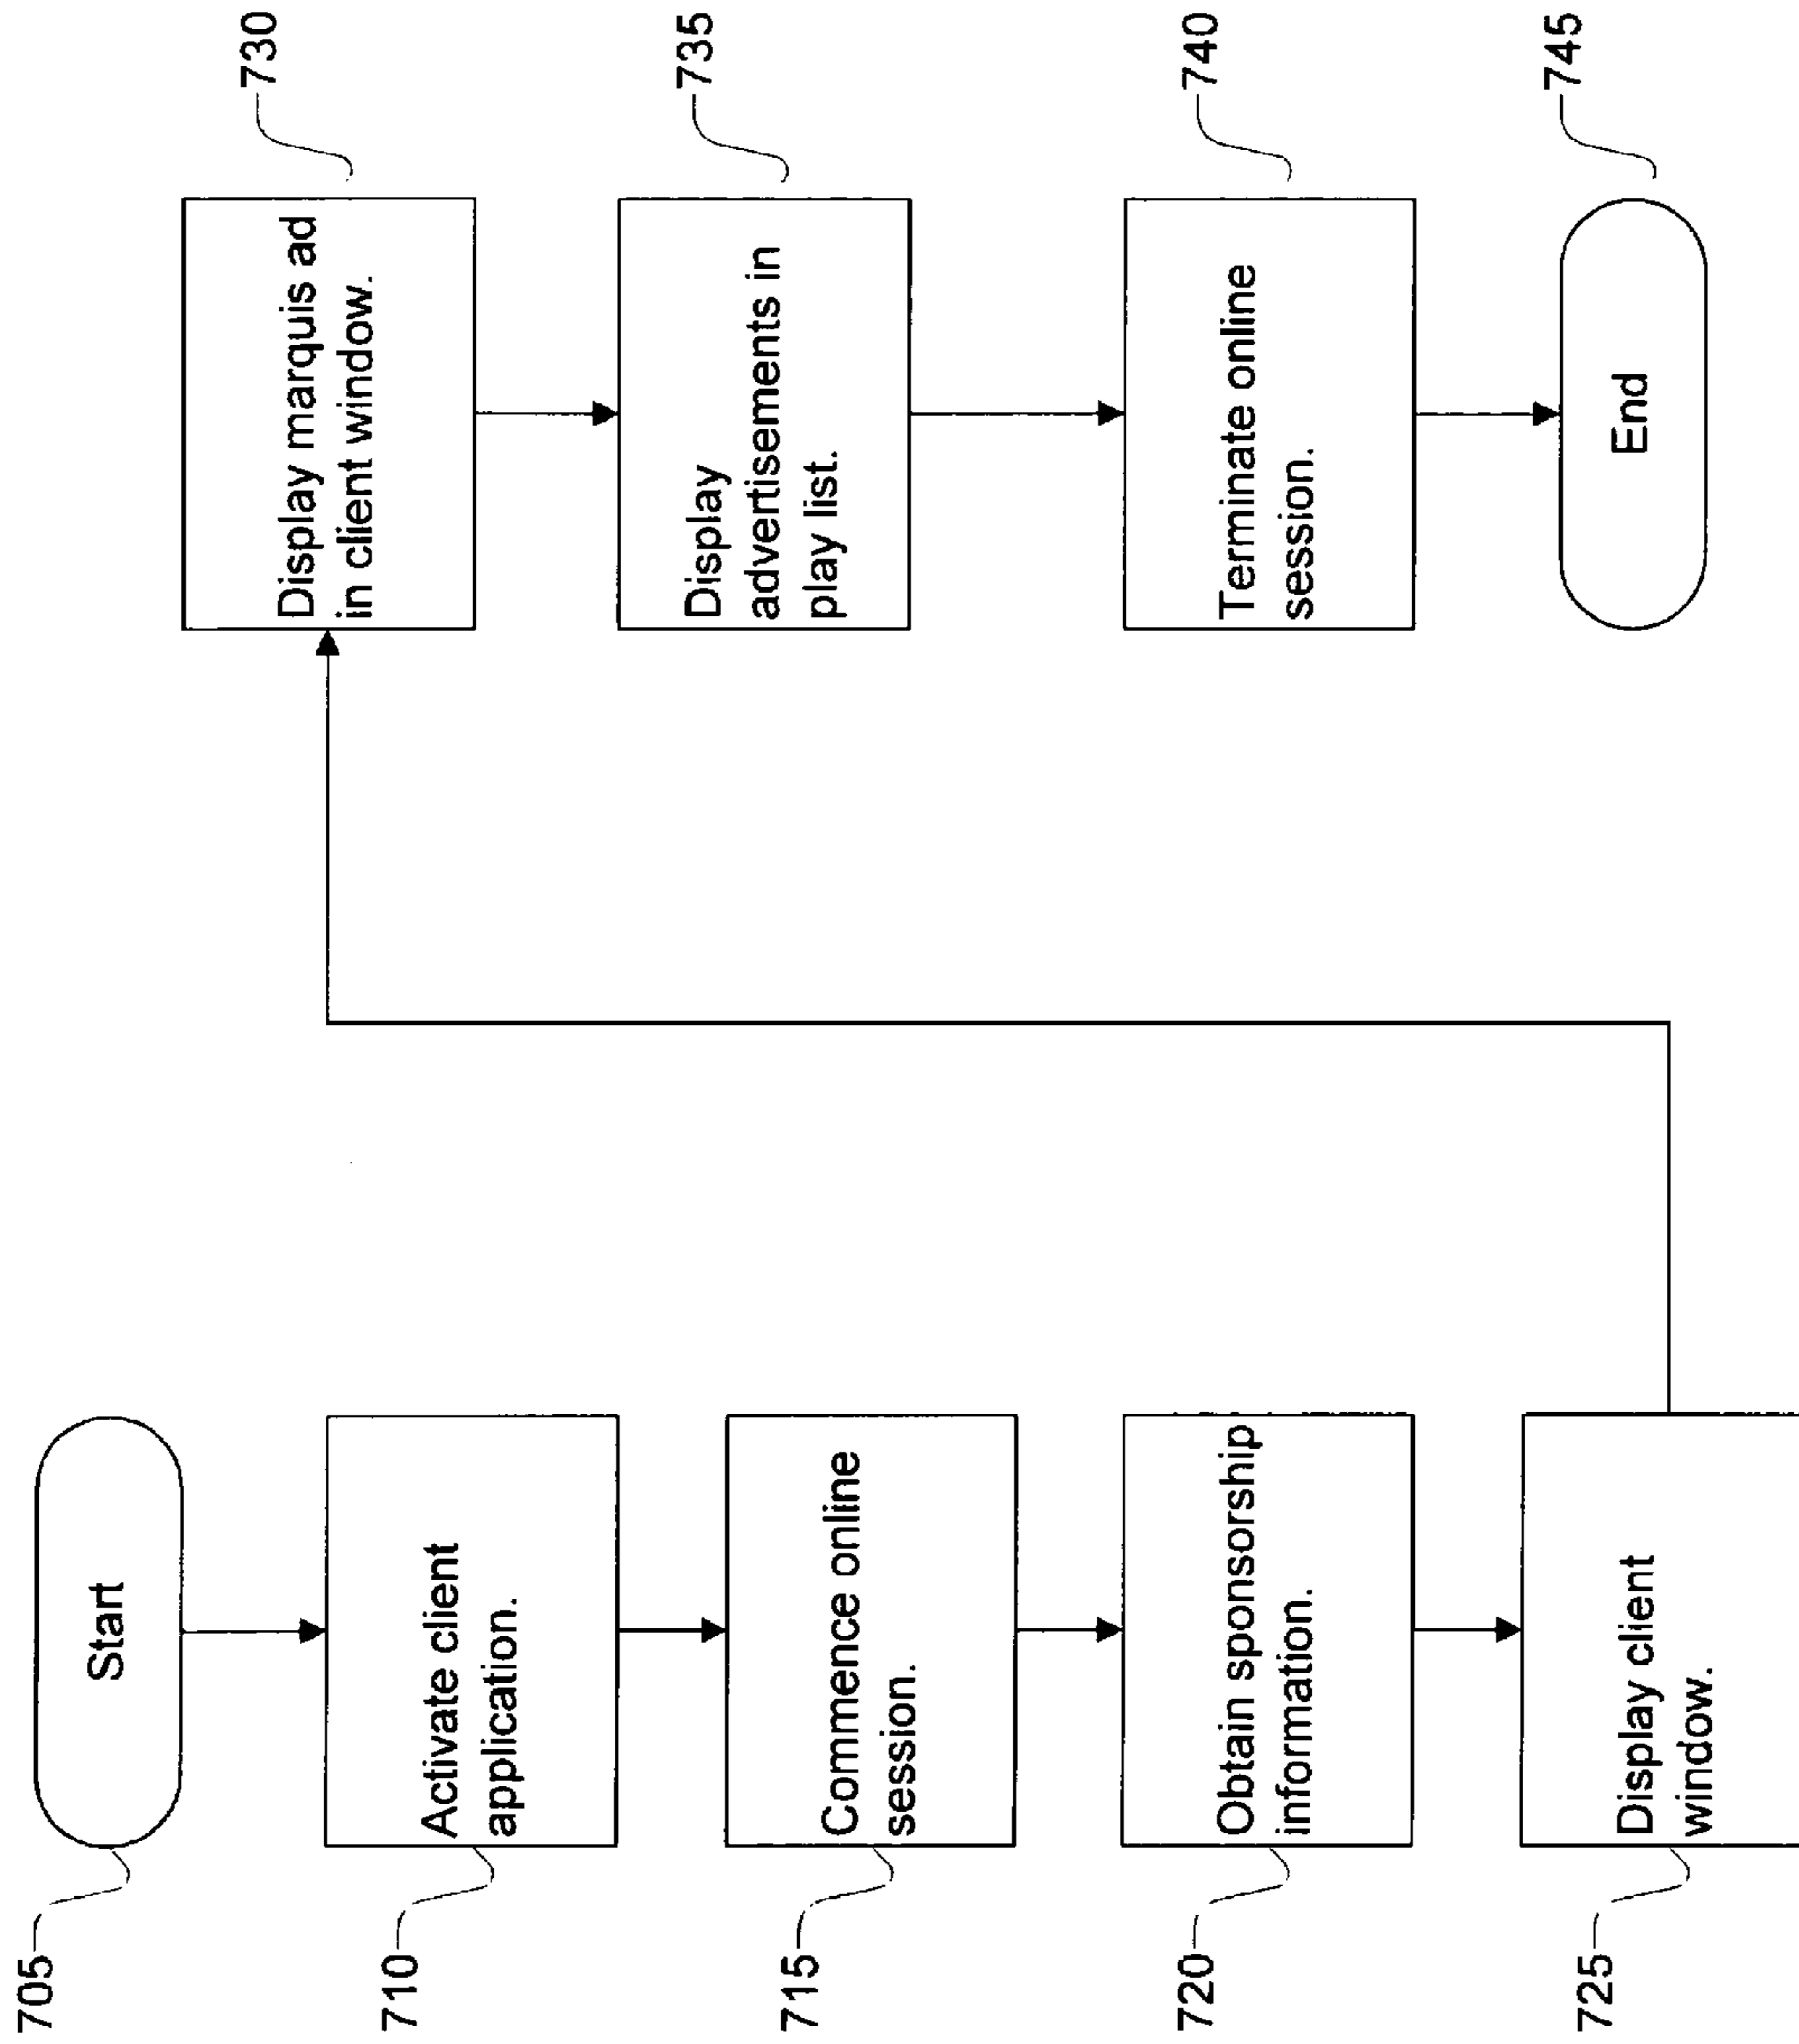 705
Start
710
Activate client
application.
715
Commence online
session.
720
Obtain sponsorship
information.
725
Display client
window.
730
Display marquis ad
in client window.
735
Display
advertisements in
play list.
740
Terminate online
session.
745
End